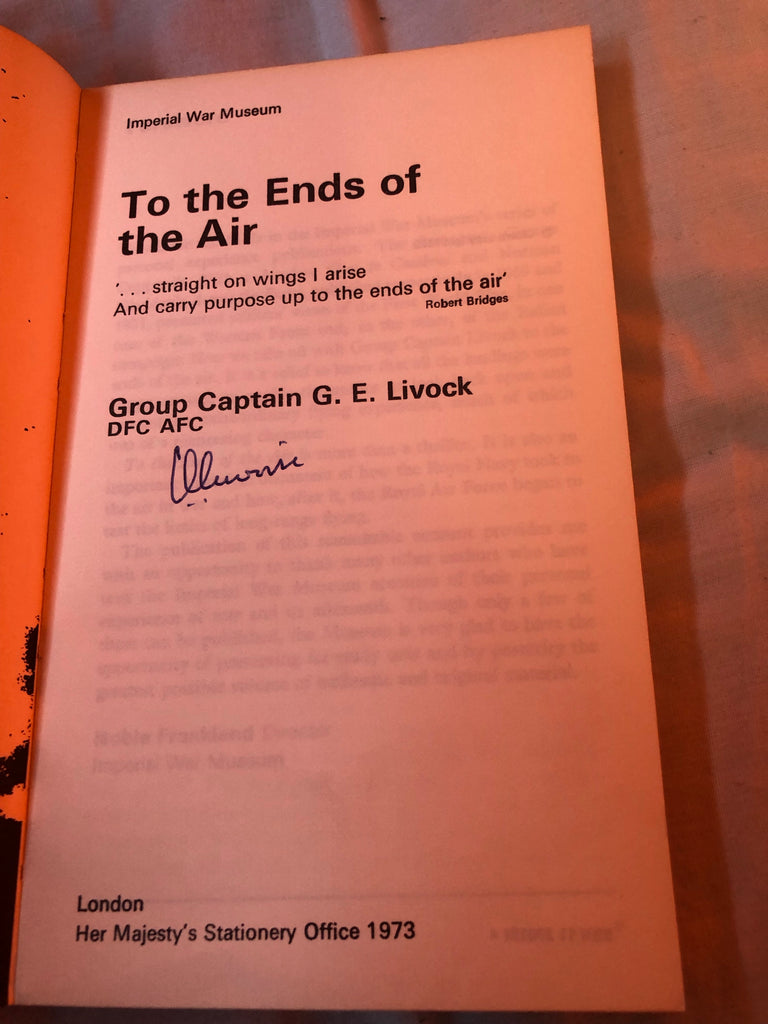 Imperial War Museum
To the Ends of
the Air
'. . . straight on wings I arise
And carry purpose up to the ends of the air'
Robert Bridges
Group Captain G. E. Livock
DFC AFC
London
Her Majesty's Stationery Office 1973